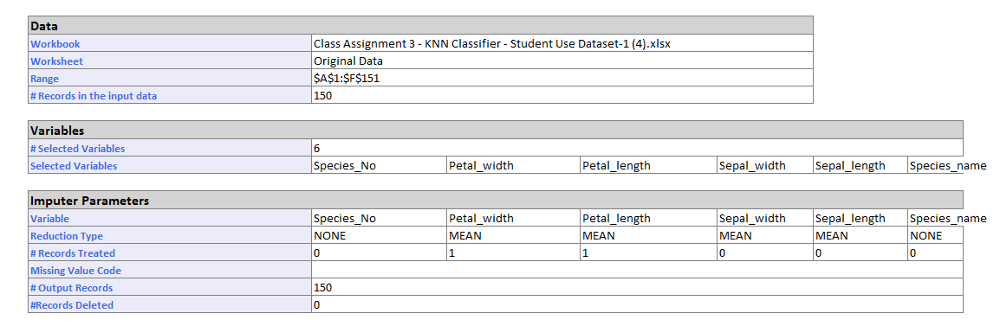 Data
Workbook Class Assignment 3 - KNN Classifier - Student Use Dataset-1 (4).xlsx
Worksheet Original Data
Range $A$1:$F$151
# Records in the input data 150
Variables
# Selected Variables 6
Selected Variables Species_No Petal_width Petal_length Sepal_width Sepal_length Species_name
Imputer Parameters
Variable Species_No Petal_width Petal_length Sepal_width Sepal_length Species_name
Reduction Type NONE MEAN MEAN MEAN MEAN NONE
# Records Treated 0 1 1 0 0 0
Missing Value Code
# Output Records 150
#Records Deleted 0